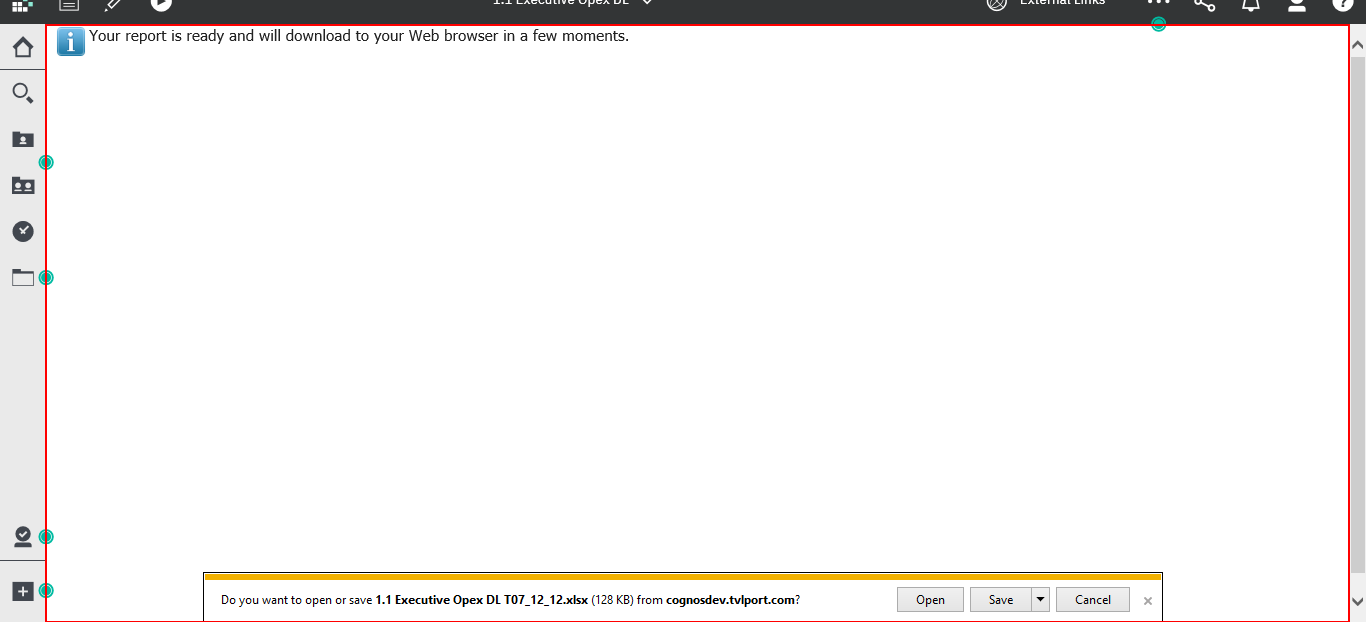 1.1 Executive Opex DL
External Links
Your report is ready and will download to your Web browser in a few moments.
Do you want to open or save 1.1 Executive Opex DL T07_12_12.xlsx (128 KB) from cognosdev.tvlport.com?
Open
Save
Cancel